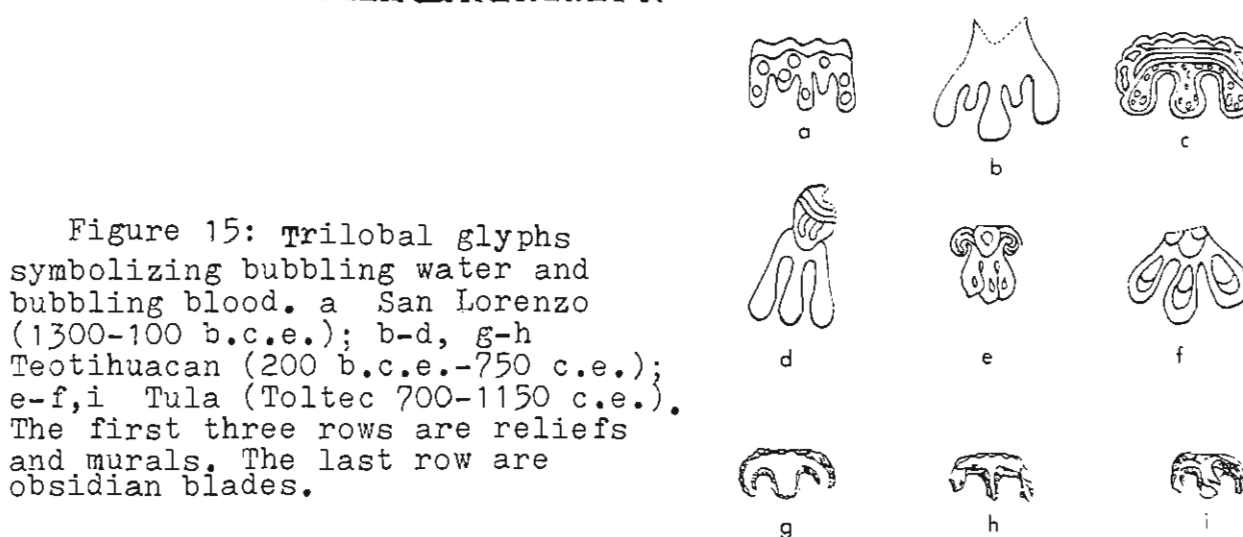 Figure 15: Trilobal glyphs
symbolizing bubbling water and
bubbling blood. a San Lorenzo
(1300-100 b.c.e.); b-d, g-h
Teotihuacan (200 b.c.e.-750 c.e.);
e-f,i Tula (Toltec 700-1150 c.e.).
The first three rows are reliefs
and murals. The last row are
obsidian blades.
a
b
c
d
e
f
g
h
i